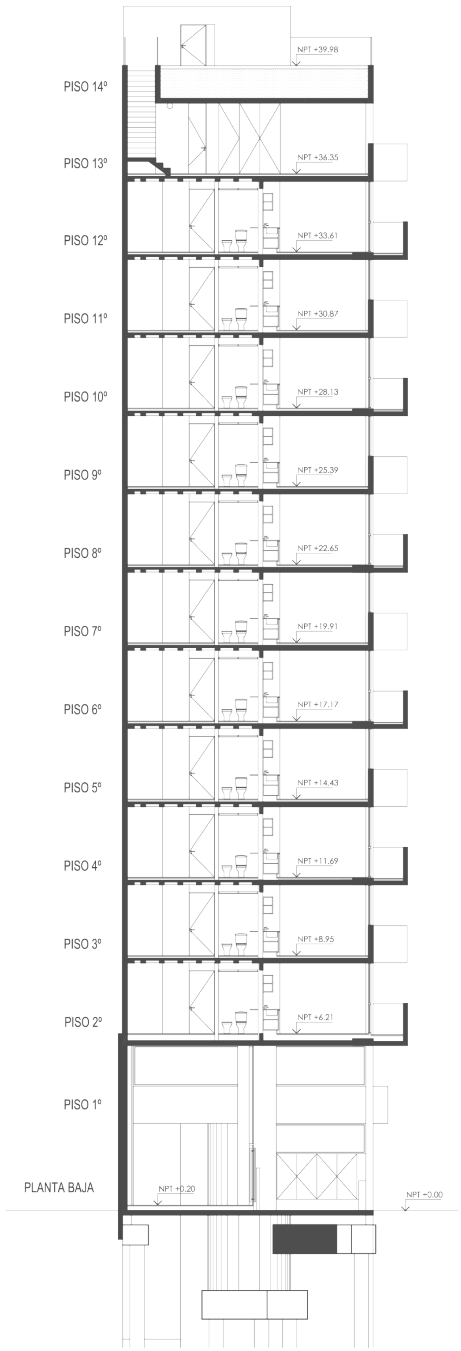 NPT +39.98
PISO 14º
PISO 13º
NPT +36.35
PISO 12º
NPT +33.61
PISO 11º
NPT +30.87
PISO 10º
NPT +28.13
PISO 9º
NPT +25.39
PISO 8º
NPT +22.65
PISO 7º
NPT +19.91
PISO 6º
NPT +17.17
PISO 5º
NPT +14.43
PISO 4º
NPT +11.69
PISO 3º
NPT +8.95
PISO 2º
NPT +6.21
PISO 1º
PLANTA BAJA
NPT +0.20
NPT +0.00